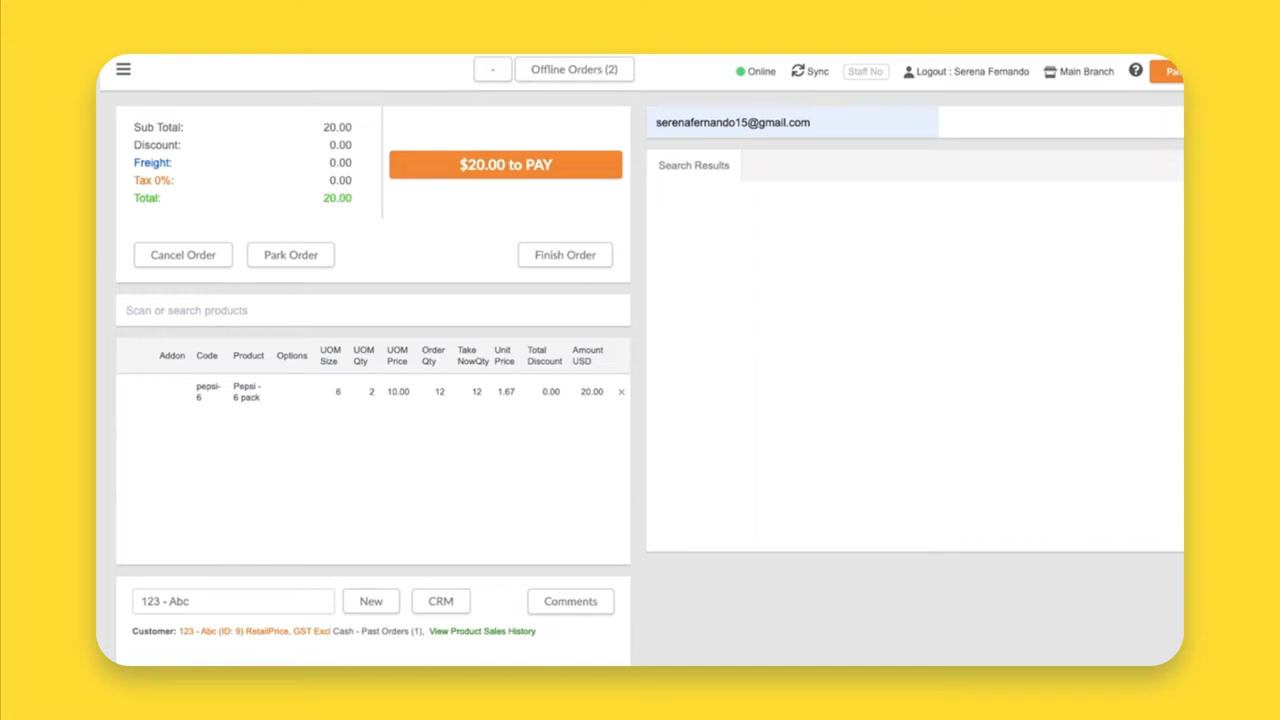 -
Offline Orders (2)
Online
Sync
Staff No
Logout : Serena Fernando
Main Branch
?
Sub Total: 20.00
Discount: 0.00
Freight: 0.00
Tax 0%: 0.00
Total: 20.00
$20.00 to PAY
Cancel Order
Park Order
Finish Order
serenafernando15@gmail.com
Search Results
Scan or search products
Addon Code Product Options UOM Size UOM Qty UOM Price Order Qty Take NowQty Unit Price Total Discount Amount USD
pepsi-6 Pepsi - 6 pack 6 2 10.00 12 12 1.67 0.00 20.00 ×
123 - Abc
New
CRM
Comments
Customer: 123 - Abc (ID: 9) RetailPrice, GST Excl Cash - Past Orders (1), View Product Sales History